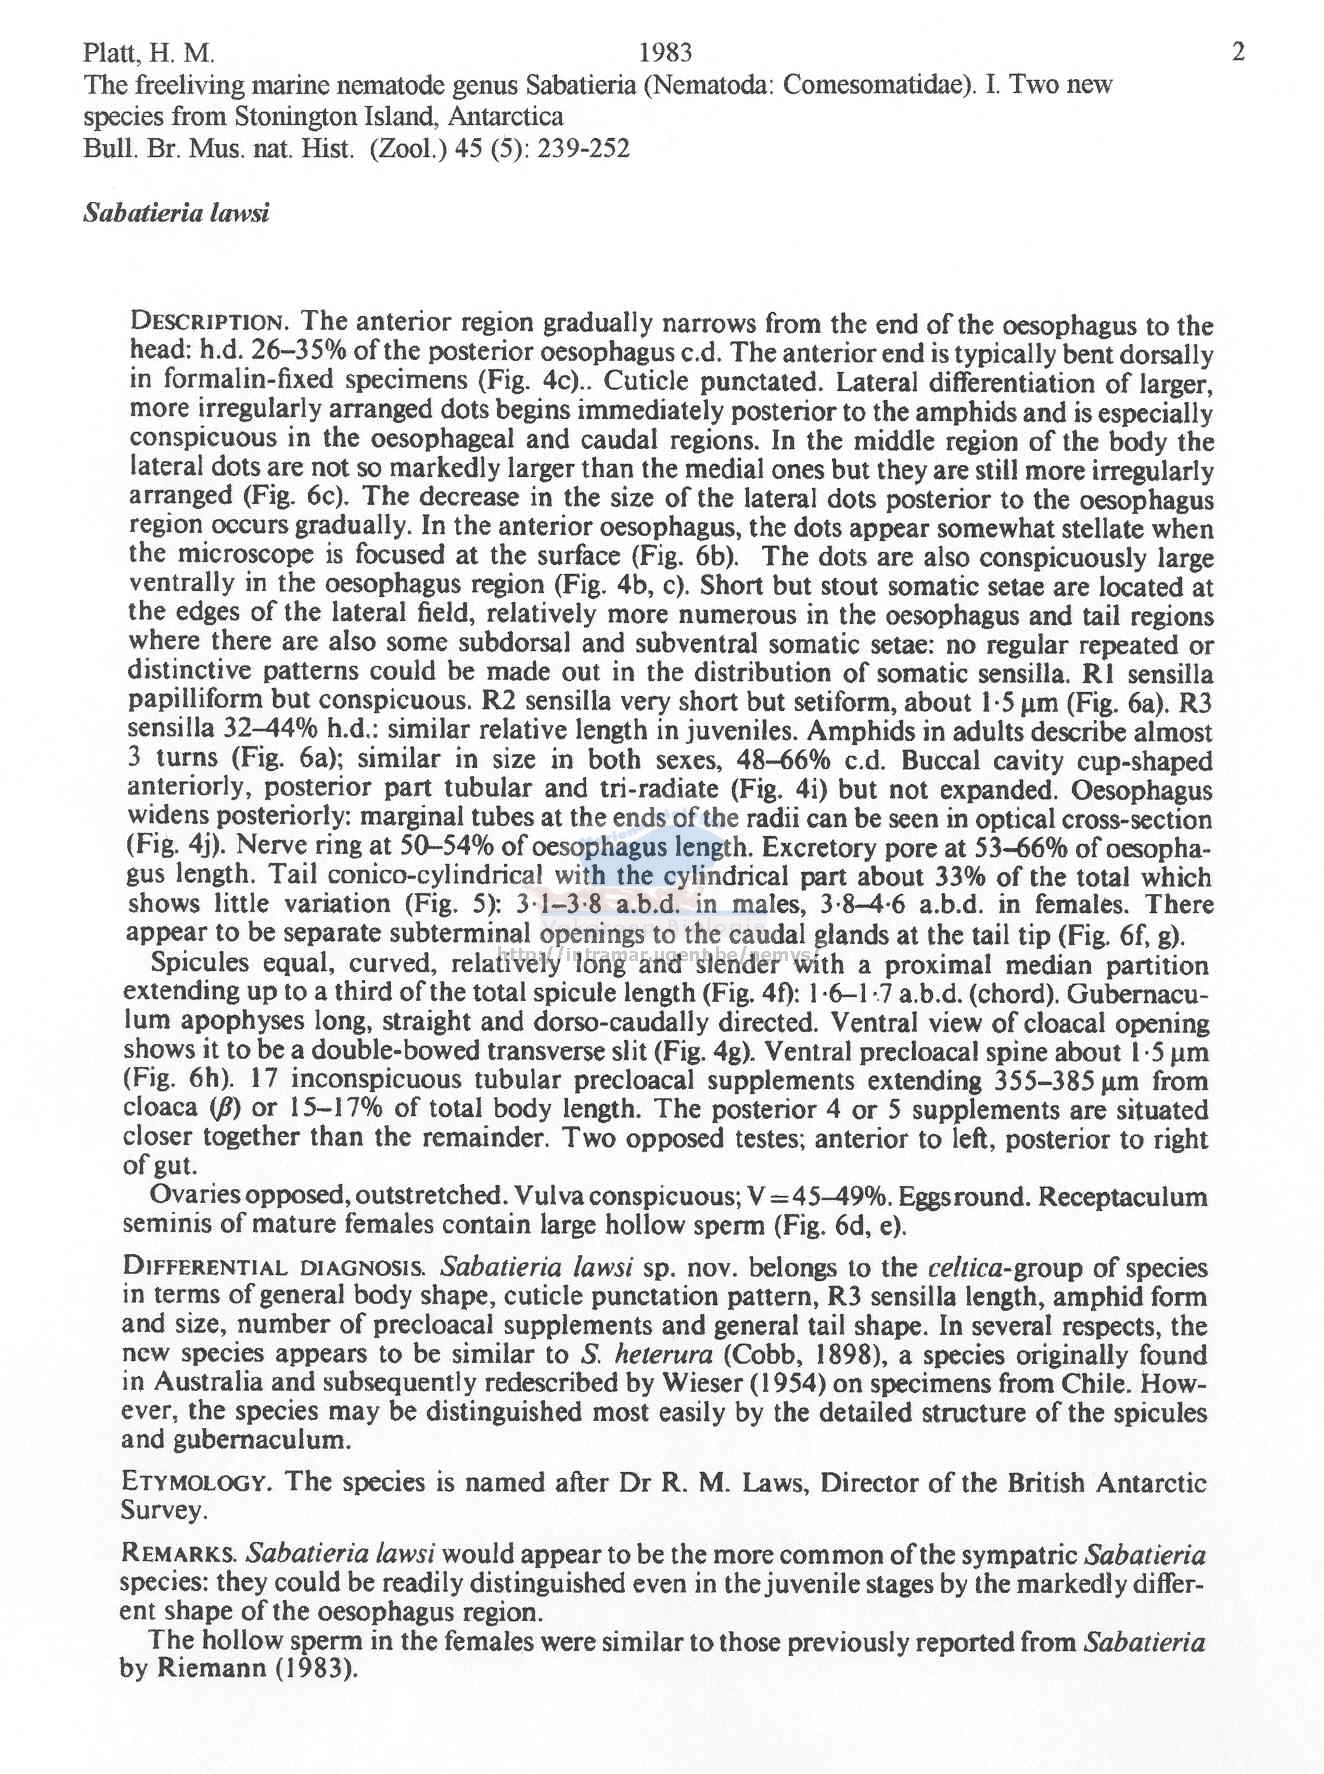 Platt, H. M. 1983 2
The freeliving marine nematode genus Sabatieria (Nematoda: Comesomatidae). I. Two new
species from Stonington Island, Antarctica
Bull. Br. Mus. nat. Hist. (Zool.) 45 (5): 239-252
Sabatieria lawsi
DESCRIPTION. The anterior region gradually narrows from the end of the oesophagus to the
head: h.d. 26–35% of the posterior oesophagus c.d. The anterior end is typically bent dorsally
in formalin-fixed specimens (Fig. 4c).. Cuticle punctated. Lateral differentiation of larger,
more irregularly arranged dots begins immediately posterior to the amphids and is especially
conspicuous in the oesophageal and caudal regions. In the middle region of the body the
lateral dots are not so markedly larger than the medial ones but they are still more irregularly
arranged (Fig. 6c). The decrease in the size of the lateral dots posterior to the oesophagus
region occurs gradually. In the anterior oesophagus, the dots appear somewhat stellate when
the microscope is focused at the surface (Fig. 6b). The dots are also conspicuously large
ventrally in the oesophagus region (Fig. 4b, c). Short but stout somatic setae are located at
the edges of the lateral field, relatively more numerous in the oesophagus and tail regions
where there are also some subdorsal and subventral somatic setae: no regular repeated or
distinctive patterns could be made out in the distribution of somatic sensilla. R1 sensilla
papilliform but conspicuous. R2 sensilla very short but setiform, about 1·5 µm (Fig. 6a). R3
sensilla 32–44% h.d.: similar relative length in juveniles. Amphids in adults describe almost
3 turns (Fig. 6a); similar in size in both sexes, 48–66% c.d. Buccal cavity cup-shaped
anteriorly, posterior part tubular and tri-radiate (Fig. 4i) but not expanded. Oesophagus
widens posteriorly: marginal tubes at the ends of the radii can be seen in optical cross-section
(Fig. 4j). Nerve ring at 50–54% of oesophagus length. Excretory pore at 53–66% of oesopha-
gus length. Tail conico-cylindrical with the cylindrical part about 33% of the total which
shows little variation (Fig. 5): 3·1–3·8 a.b.d. in males, 3·8–4·6 a.b.d. in females. There
appear to be separate subterminal openings to the caudal glands at the tail tip (Fig. 6f, g).
https://intramar.ugent.be/nemys/
Spicules equal, curved, relatively long and slender with a proximal median partition
extending up to a third of the total spicule length (Fig. 4f): 1·6–1·7 a.b.d. (chord). Gubernacu-
lum apophyses long, straight and dorso-caudally directed. Ventral view of cloacal opening
shows it to be a double-bowed transverse slit (Fig. 4g). Ventral precloacal spine about 1·5 µm
(Fig. 6h). 17 inconspicuous tubular precloacal supplements extending 355–385 µm from
cloaca (β) or 15–17% of total body length. The posterior 4 or 5 supplements are situated
closer together than the remainder. Two opposed testes; anterior to left, posterior to right
of gut.
Ovaries opposed, outstretched. Vulva conspicuous; V=45–49%. Eggs round. Receptaculum
seminis of mature females contain large hollow sperm (Fig. 6d, e).
DIFFERENTIAL DIAGNOSIS. Sabatieria lawsi sp. nov. belongs to the celtica-group of species
in terms of general body shape, cuticle punctation pattern, R3 sensilla length, amphid form
and size, number of precloacal supplements and general tail shape. In several respects, the
new species appears to be similar to S. heterura (Cobb, 1898), a species originally found
in Australia and subsequently redescribed by Wieser (1954) on specimens from Chile. How-
ever, the species may be distinguished most easily by the detailed structure of the spicules
and gubernaculum.
ETYMOLOGY. The species is named after Dr R. M. Laws, Director of the British Antarctic
Survey.
REMARKS. Sabatieria lawsi would appear to be the more common of the sympatric Sabatieria
species: they could be readily distinguished even in the juvenile stages by the markedly differ-
ent shape of the oesophagus region.
The hollow sperm in the females were similar to those previously reported from Sabatieria
by Riemann (1983).